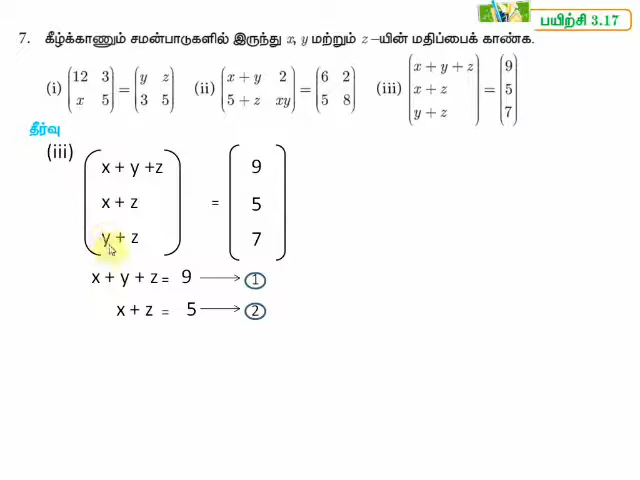 பயிற்சி 3.17
7. கீழ்க்காணும் சமன்பாடுகளில் இருந்து x, y மற்றும் z –யின் மதிப்பைக் காண்க.
(i) (12 3 / x 5) = (y z / 3 5) (ii) (x + y 2 / 5 + z xy) = (6 2 / 5 8) (iii) (x + y + z / x + z / y + z) = (9 / 5 / 7)
தீர்வு
(iii)
x + y +z 9
x + z = 5
y + z 7
x + y + z = 9 → 1
x + z = 5 → 2